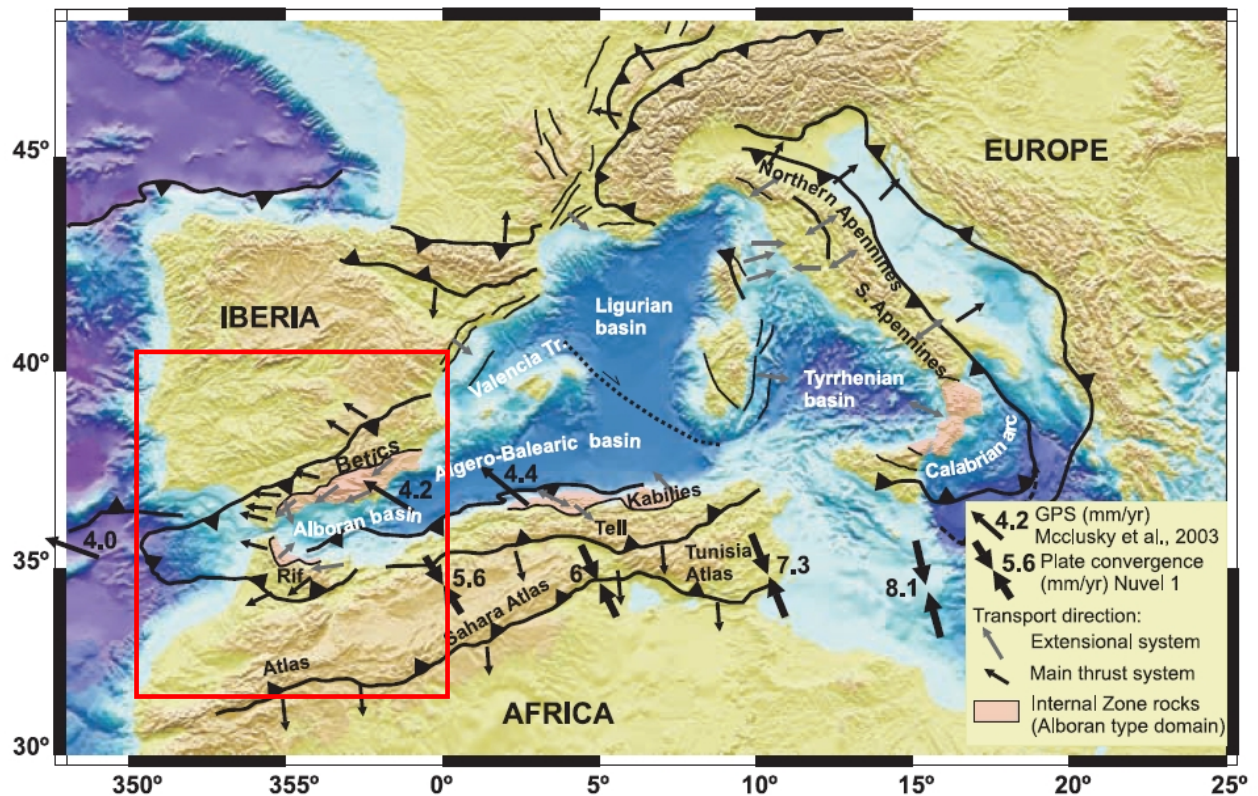 45º
40º
35º
30º
350º
355º
0º
5º
10º
15º
20º
25º
EUROPE
IBERIA
AFRICA
Northern Apennines
S. Apennines
Ligurian
basin
Valencia Tr.
Tyrrhenian
basin
Algero-Balearic basin
Calabrian arc
Betics
Alboran basin
Rif
Kabilies
Tell
Tunisia
Atlas
Sahara Atlas
Atlas
4.0
4.2
4.4
5.6
6
7.3
8.1
4.2 GPS (mm/yr)
Mcclusky et al., 2003
5.6 Plate convergence
(mm/yr) Nuvel 1
Transport direction:
Extensional system
Main thrust system
Internal Zone rocks
(Alboran type domain)